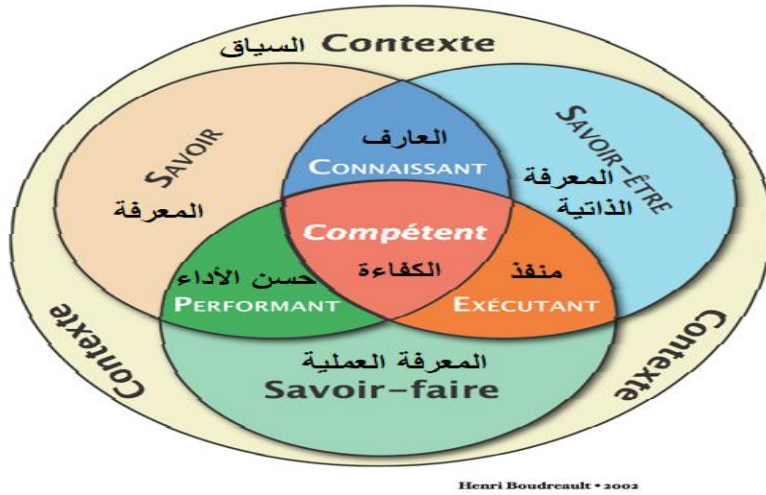 السياق Contexte
SAVOIR
المعرفة
العارف
CONNAISSANT
SAVOIR-ÊTRE
المعرفة
الذاتية
Compétent
الكفاءة
حسن الأداء
PERFORMANT
منفذ
EXÉCUTANT
Contexte
Contexte
المعرفة العملية
Savoir-faire
Henri Boudreault • 2002